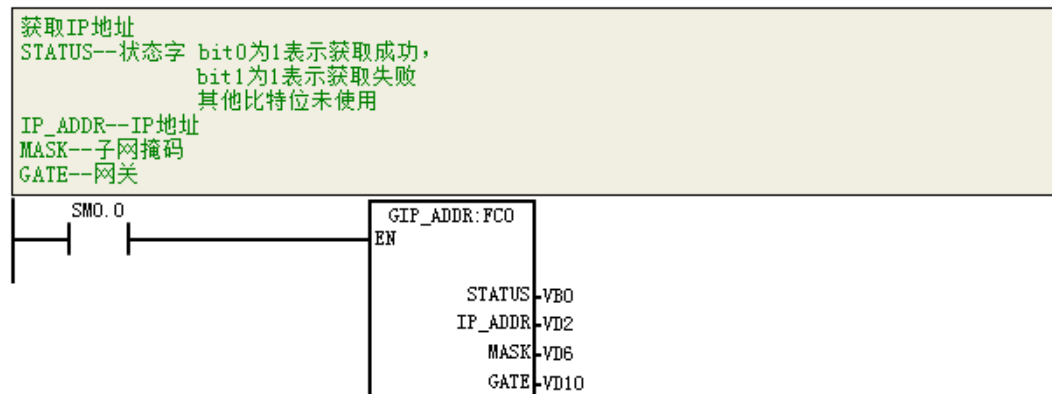 获取IP地址
STATUS--状态字 bit0为1表示获取成功,
bit1为1表示获取失败
其他比特位未使用
IP_ADDR--IP地址
MASK--子网掩码
GATE--网关
SM0.0
GIP_ADDR:FC0
EN
STATUS VB0
IP_ADDR VD2
MASK VD6
GATE VD10